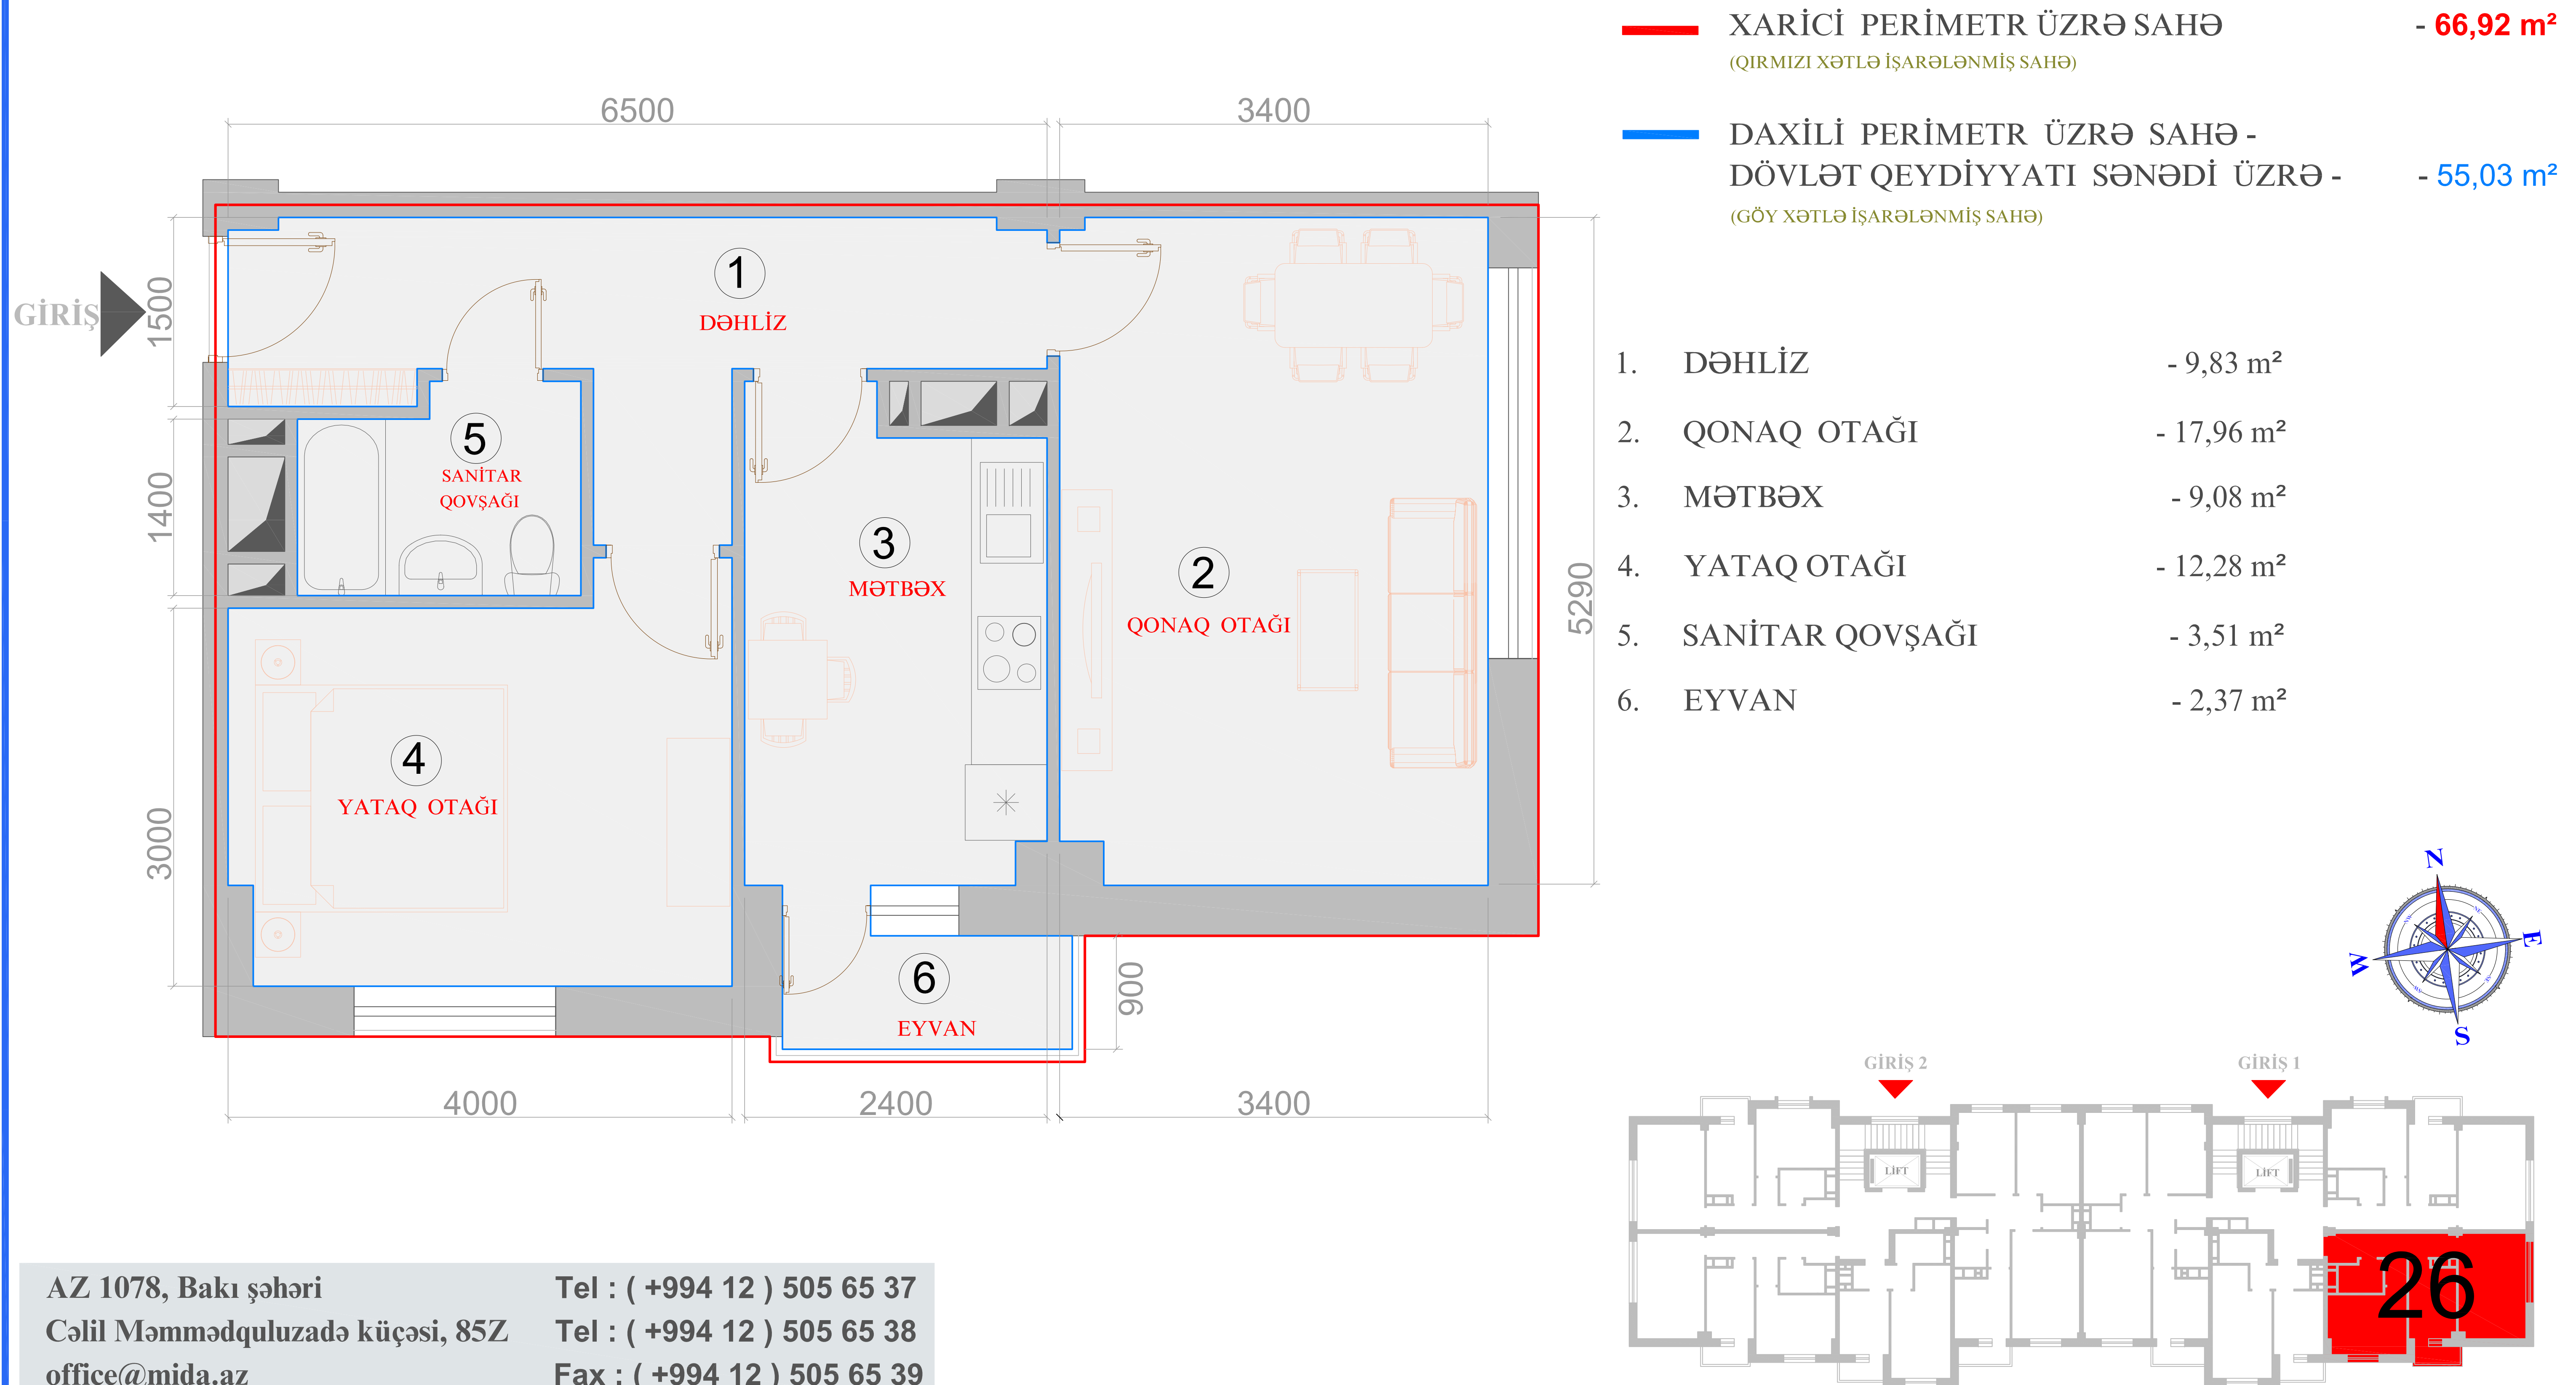 XARİCİ PERİMETR ÜZRƏ SAHƏ - 66,92 m²
(QIRMIZI XƏTLƏ İŞARƏLƏNMİŞ SAHƏ)
DAXİLİ PERİMETR ÜZRƏ SAHƏ -
DÖVLƏT QEYDİYYATI SƏNƏDİ ÜZRƏ - - 55,03 m²
(GÖY XƏTLƏ İŞARƏLƏNMİŞ SAHƏ)
6500
3400
GİRİŞ
1500
1400
3000
1
DƏHLİZ
5
SANİTAR
QOVŞAĞI
3
MƏTBƏX
2
QONAQ OTAĞI
4
YATAQ OTAĞI
6
EYVAN
5290
900
4000
2400
3400
1. DƏHLİZ - 9,83 m²
2. QONAQ OTAĞI - 17,96 m²
3. MƏTBƏX - 9,08 m²
4. YATAQ OTAĞI - 12,28 m²
5. SANİTAR QOVŞAĞI - 3,51 m²
6. EYVAN - 2,37 m²
N
E
W
S
GİRİŞ 2
GİRİŞ 1
LİFT
LİFT
26
AZ 1078, Bakı şəhəri Tel : ( +994 12 ) 505 65 37
Cəlil Məmmədquluzadə küçəsi, 85Z Tel : ( +994 12 ) 505 65 38
office@mida.az Fax : ( +994 12 ) 505 65 39